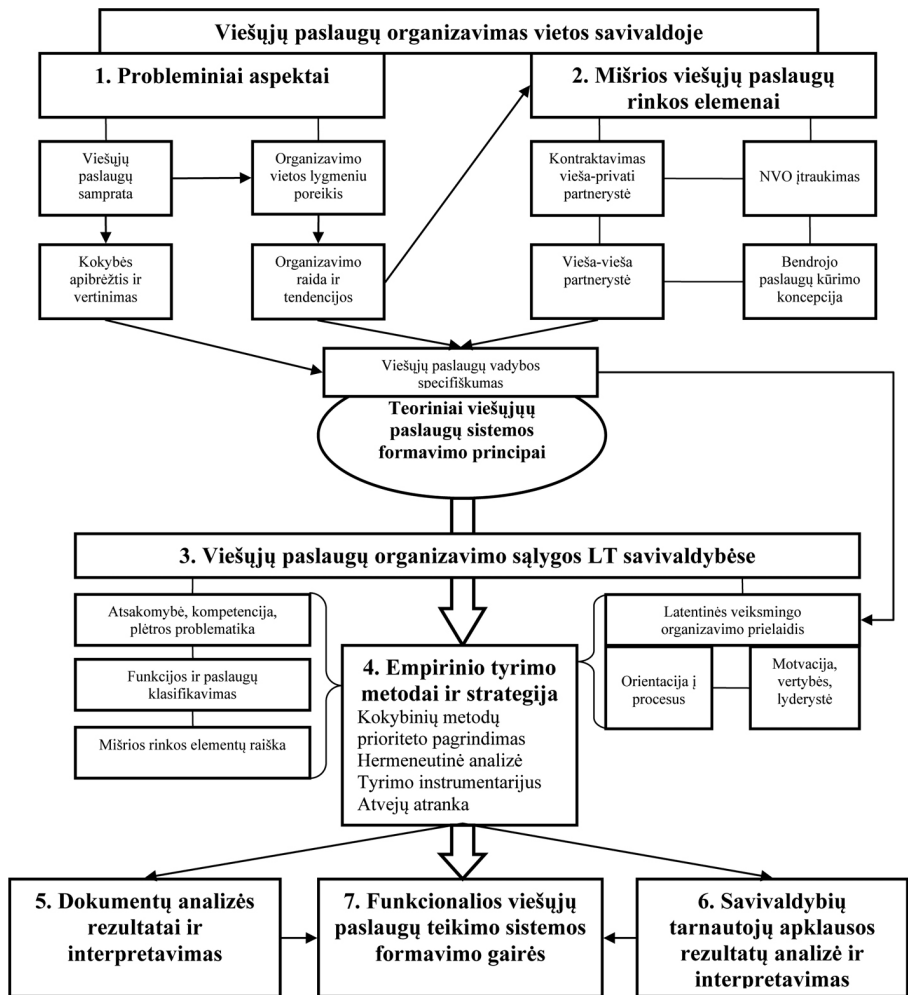 Viešųjų paslaugų organizavimas vietos savivaldoje
1. Probleminiai aspektai
2. Mišrios viešųjų paslaugų
rinkos elemenai
Viešųjų
paslaugų
samprata
Organizavimo
vietos lygmeniu
poreikis
Kontraktavimas
vieša-privati
partnerystė
NVO įtraukimas
Kokybės
apibrėžtis ir
vertinimas
Organizavimo
raida ir
tendencijos
Vieša-vieša
partnerystė
Bendrojo
paslaugų kūrimo
koncepcija
Viešųjų paslaugų vadybos
specifiškumas
Teoriniai viešųjųų
paslaugų sistemos
formavimo principai
3. Viešųjų paslaugų organizavimo sąlygos LT savivaldybėse
Atsakomybė, kompetencija,
plėtros problematika
Funkcijos ir paslaugų
klasifikavimas
Mišrios rinkos elementų raiška
Latentinės veiksmingo
organizavimo prielaidis
Orientacija į
procesus
Motvacija,
vertybės,
lyderystė
4. Empirinio tyrimo
metodai ir strategija
Kokybinių metodų
prioriteto pagrindimas
Hermeneutinė analizė
Tyrimo instrumentarijus
Atvejų atranka
5. Dokumentų analizės
rezultatai ir
interpretavimas
7. Funkcionalios viešųjų
paslaugų teikimo sistemos
formavimo gairės
6. Savivaldybių
tarnautojų apklausos
rezultatų analizė ir
interpretavimas